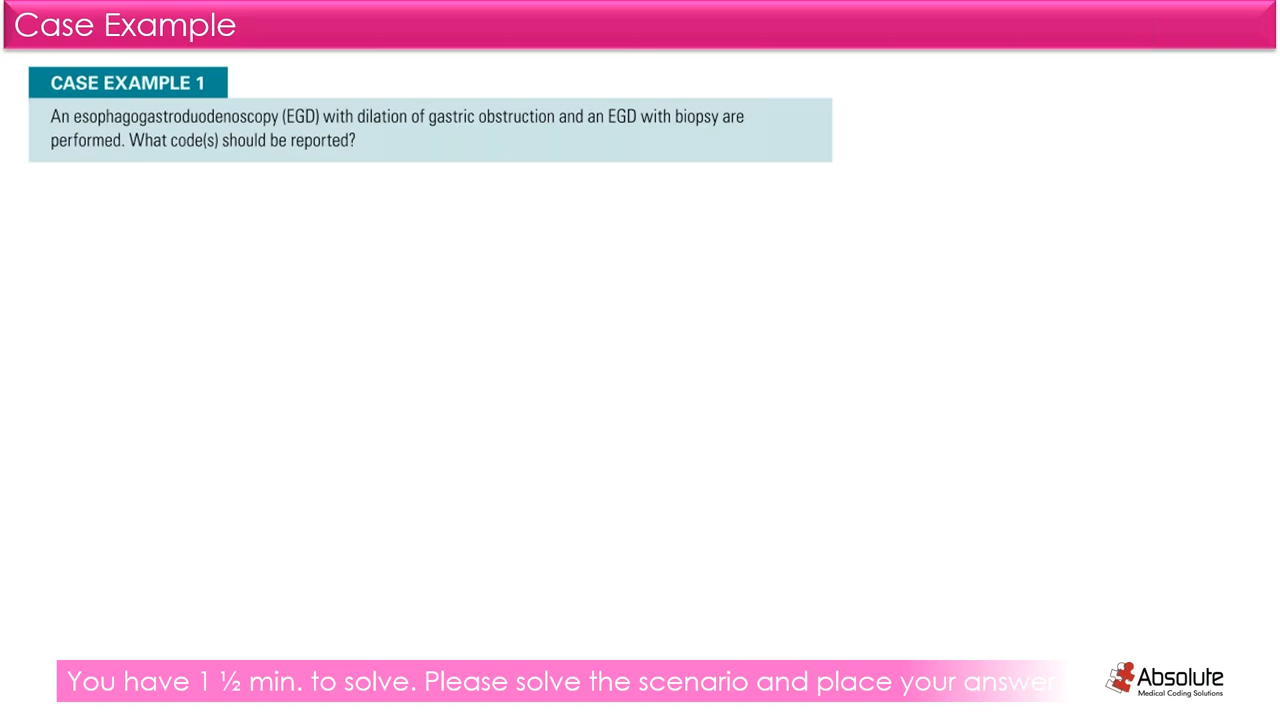 Case Example
CASE EXAMPLE 1
An esophagogastroduodenoscopy (EGD) with dilation of gastric obstruction and an EGD with biopsy are
performed. What code(s) should be reported?
You have 1 ½ min. to solve. Please solve the scenario and place your answer
Absolute
Medical Coding Solutions